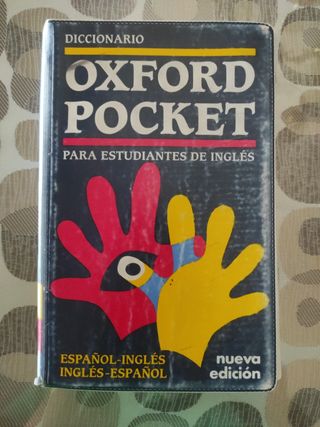 DICCIONARIO
OXFORD
POCKET
PARA ESTUDIANTES DE INGLÉS
ESPAÑOL-INGLÉS
INGLÉS-ESPAÑOL
nueva
edición